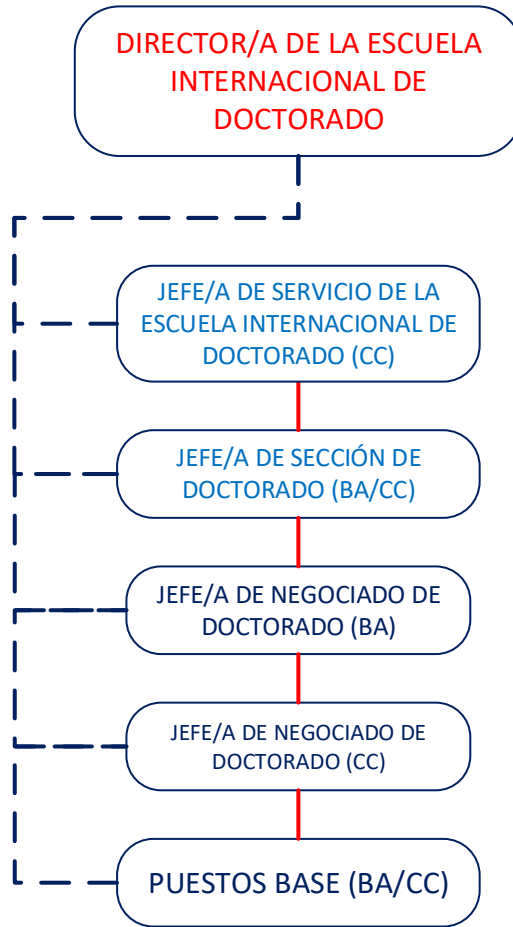 DIRECTOR/A DE LA ESCUELA
INTERNACIONAL DE
DOCTORADO
JEFE/A DE SERVICIO DE LA
ESCUELA INTERNACIONAL DE
DOCTORADO (CC)
JEFE/A DE SECCIÓN DE
DOCTORADO (BA/CC)
JEFE/A DE NEGOCIADO DE
DOCTORADO (BA)
JEFE/A DE NEGOCIADO DE
DOCTORADO (CC)
PUESTOS BASE (BA/CC)